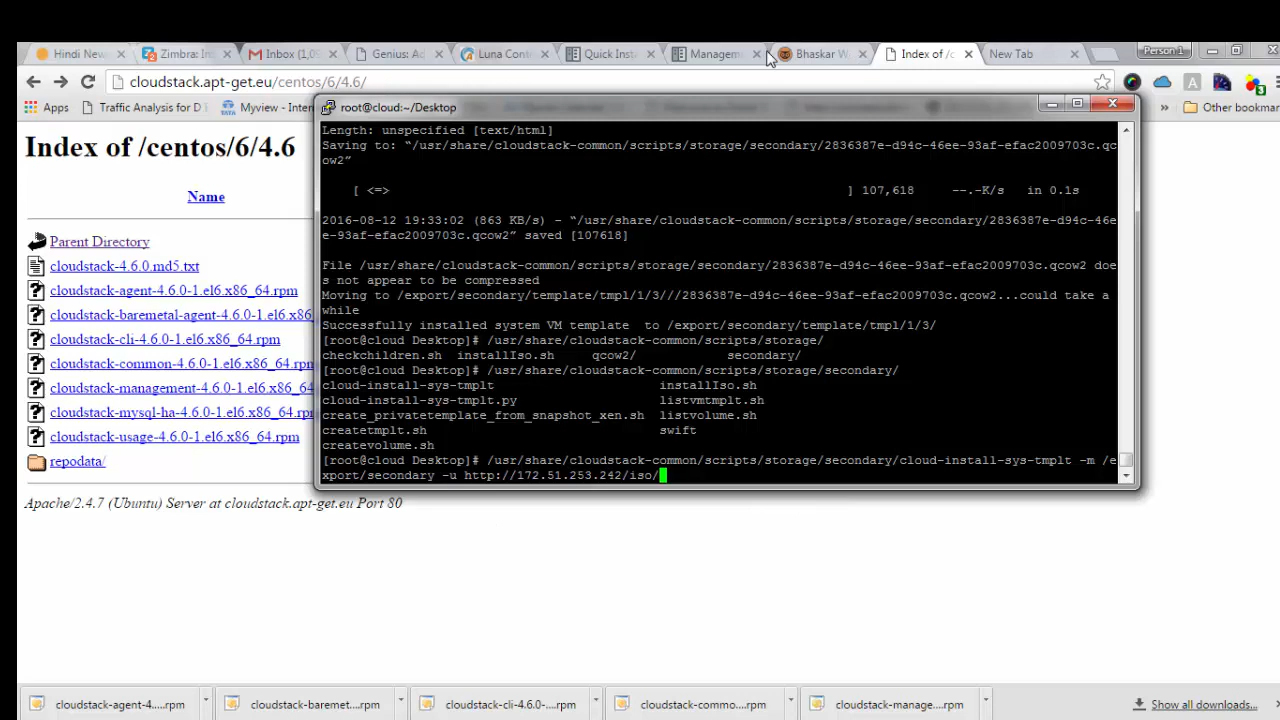 Hindi New
Zimbra: In
Inbox (1,09
Genius: Ad
Luna Cont
Quick Inst
Managem
Bhaskar W
Index of /c
New Tab
Person 1
cloudstack.apt-get.eu/centos/6/4.6/
Apps
Traffic Analysis for D
Myview - Inter
Other bookmar
root@cloud:~/Desktop
Index of /centos/6/4.6
Name
Parent Directory
cloudstack-4.6.0.md5.txt
cloudstack-agent-4.6.0-1.el6.x86_64.rpm
cloudstack-baremetal-agent-4.6.0-1.el6.x86
cloudstack-cli-4.6.0-1.el6.x86_64.rpm
cloudstack-common-4.6.0-1.el6.x86_64.rpm
cloudstack-management-4.6.0-1.el6.x86_64
cloudstack-mysql-ha-4.6.0-1.el6.x86_64.rpm
cloudstack-usage-4.6.0-1.el6.x86_64.rpm
repodata/
Apache/2.4.7 (Ubuntu) Server at cloudstack.apt-get.eu Port 80
Length: unspecified [text/html]
Saving to: “/usr/share/cloudstack-common/scripts/storage/secondary/2836387e-d94c-46ee-93af-efac2009703c.qc
ow2”
[ <=> ] 107,618 --.-K/s in 0.1s
2016-08-12 19:33:02 (863 KB/s) - “/usr/share/cloudstack-common/scripts/storage/secondary/2836387e-d94c-46e
e-93af-efac2009703c.qcow2” saved [107618]
File /usr/share/cloudstack-common/scripts/storage/secondary/2836387e-d94c-46ee-93af-efac2009703c.qcow2 doe
s not appear to be compressed
Moving to /export/secondary/template/tmpl/1/3///2836387e-d94c-46ee-93af-efac2009703c.qcow2...could take a
while
Successfully installed system VM template  to /export/secondary/template/tmpl/1/3/
[root@cloud Desktop]# /usr/share/cloudstack-common/scripts/storage/
checkchildren.sh installIso.sh qcow2/ secondary/
[root@cloud Desktop]# /usr/share/cloudstack-common/scripts/storage/secondary/
cloud-install-sys-tmplt installIso.sh
cloud-install-sys-tmplt.py listvmtmplt.sh
create_privatetemplate_from_snapshot_xen.sh listvolume.sh
createtmplt.sh swift
createvolume.sh
[root@cloud Desktop]# /usr/share/cloudstack-common/scripts/storage/secondary/cloud-install-sys-tmplt -m /e
xport/secondary -u http://172.51.253.242/iso/
cloudstack-agent-4.....rpm
cloudstack-baremet....rpm
cloudstack-cli-4.6.0-....rpm
cloudstack-commo....rpm
cloudstack-manage....rpm
Show all downloads...